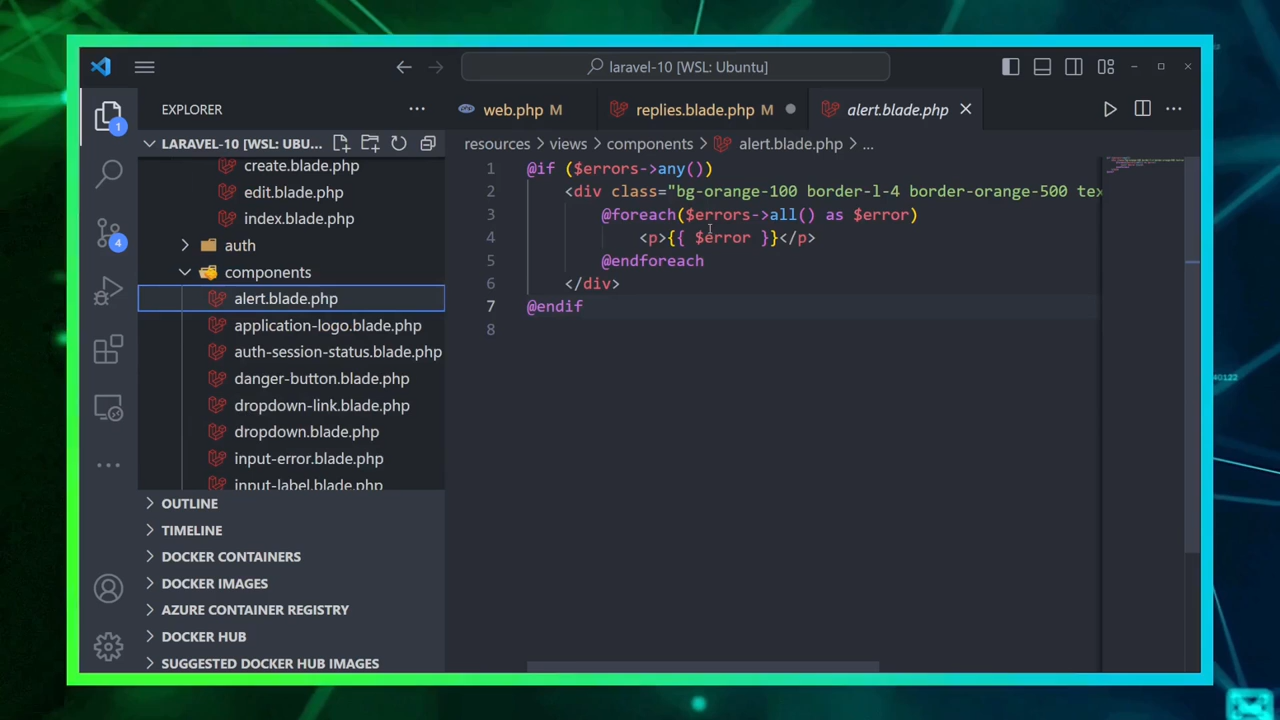 laravel-10 [WSL: Ubuntu]
EXPLORER
web.php M
replies.blade.php M
alert.blade.php
1
LARAVEL-10 [WSL: UBU...
resources > views > components > alert.blade.php > ...
create.blade.php
edit.blade.php
index.blade.php
auth
components
alert.blade.php
application-logo.blade.php
auth-session-status.blade.php
danger-button.blade.php
dropdown-link.blade.php
dropdown.blade.php
input-error.blade.php
input-label.blade.php
4
OUTLINE
TIMELINE
DOCKER CONTAINERS
DOCKER IMAGES
AZURE CONTAINER REGISTRY
DOCKER HUB
SUGGESTED DOCKER HUB IMAGES
1 @if ($errors->any())
2 <div class="bg-orange-100 border-l-4 border-orange-500 tex
3 @foreach($errors->all() as $error)
4 <p>{{ $error }}</p>
5 @endforeach
6 </div>
7 @endif
8
40122